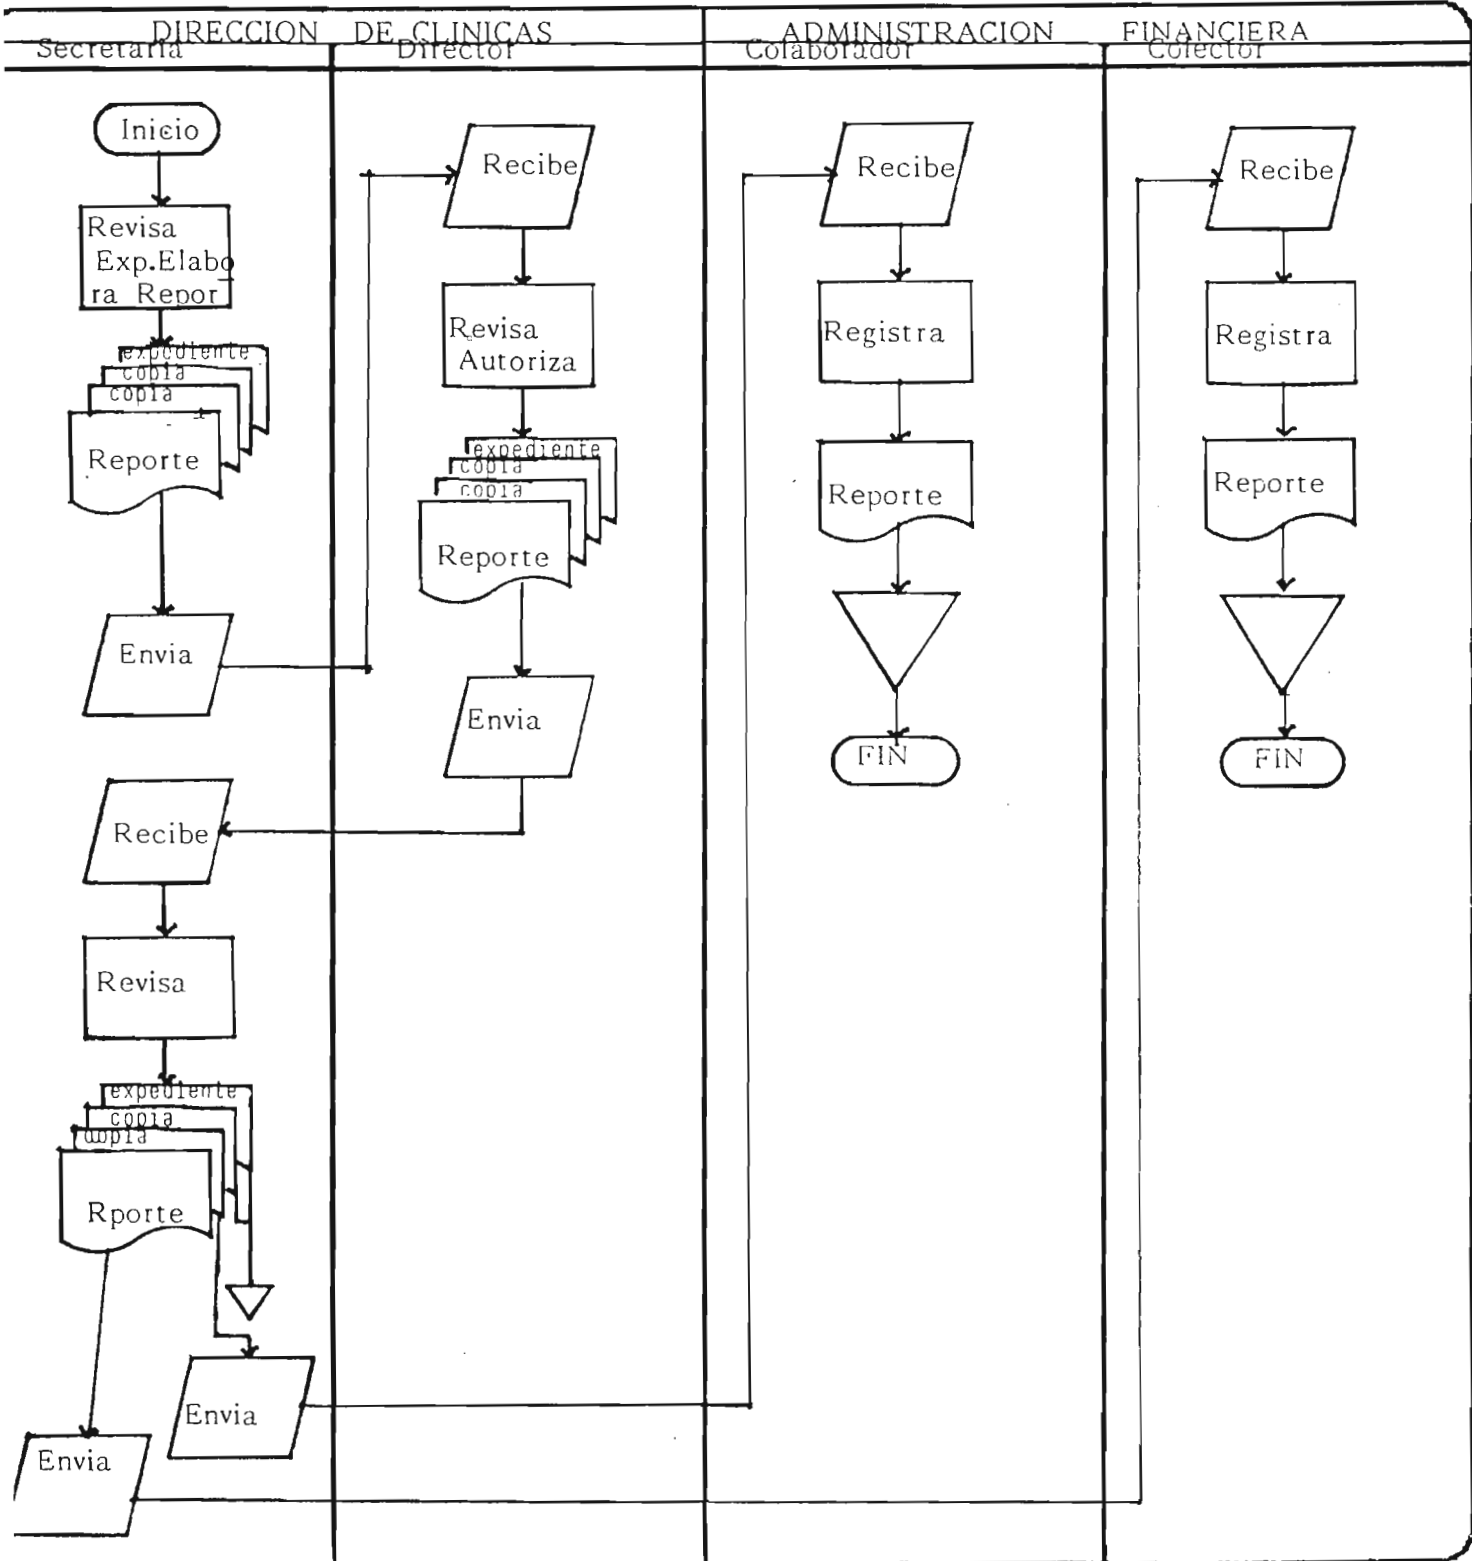 DIRECCION DE CLINICAS
ADMINISTRACION FINANCIERA
Secretaria
Director
Colaborador
Colector
Inicio
Revisa
Exp.Elabo
ra Repor
expediente
copia
copia
Reporte
Envia
Recibe
Revisa
expediente
copia
copia
Rporte
Envia
Envia
Recibe
Revisa
Autoriza
expediente
copia
copia
Reporte
Envia
Recibe
Registra
Reporte
FIN
Recibe
Registra
Reporte
FIN